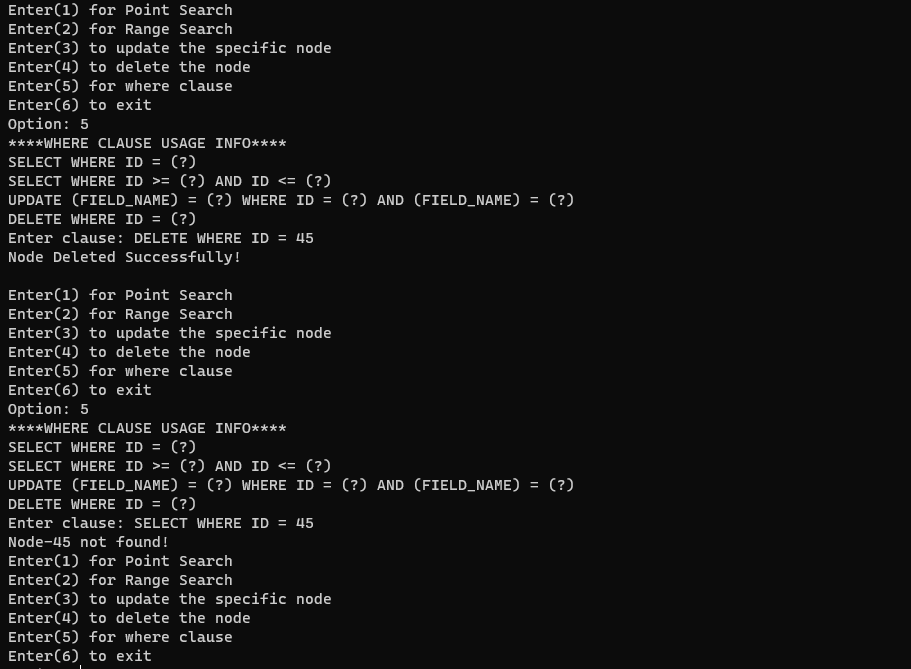 Enter(1) for Point Search
Enter(2) for Range Search
Enter(3) to update the specific node
Enter(4) to delete the node
Enter(5) for where clause
Enter(6) to exit
Option: 5
****WHERE CLAUSE USAGE INFO****
SELECT WHERE ID = (?)
SELECT WHERE ID >= (?) AND ID <= (?)
UPDATE (FIELD_NAME) = (?) WHERE ID = (?) AND (FIELD_NAME) = (?)
DELETE WHERE ID = (?)
Enter clause: DELETE WHERE ID = 45
Node Deleted Successfully!
Enter(1) for Point Search
Enter(2) for Range Search
Enter(3) to update the specific node
Enter(4) to delete the node
Enter(5) for where clause
Enter(6) to exit
Option: 5
****WHERE CLAUSE USAGE INFO****
SELECT WHERE ID = (?)
SELECT WHERE ID >= (?) AND ID <= (?)
UPDATE (FIELD_NAME) = (?) WHERE ID = (?) AND (FIELD_NAME) = (?)
DELETE WHERE ID = (?)
Enter clause: SELECT WHERE ID = 45
Node-45 not found!
Enter(1) for Point Search
Enter(2) for Range Search
Enter(3) to update the specific node
Enter(4) to delete the node
Enter(5) for where clause
Enter(6) to exit